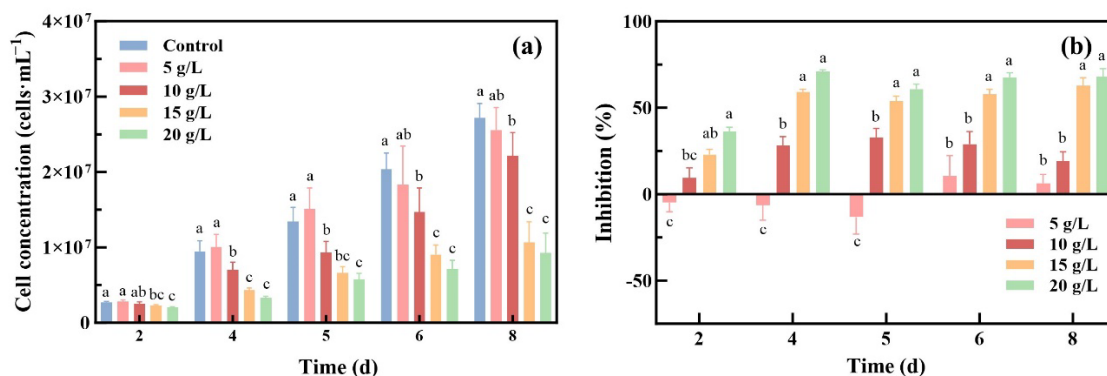 4×10⁷
3×10⁷
2×10⁷
1×10⁷
0
Cell concentration (cells·mL⁻¹)
(a)
Control
5 g/L
10 g/L
15 g/L
20 g/L
a a ab bc c
a a b c c
a a b bc c
a ab b c c
a ab b c c
2 4 5 6 8
Time (d)
100
75
50
25
0
-50
Inhibition (%)
(b)
c bc ab a
c b a a
c b a a
b b a a
b b a a
5 g/L
10 g/L
15 g/L
20 g/L
2 4 5 6 8
Time (d)